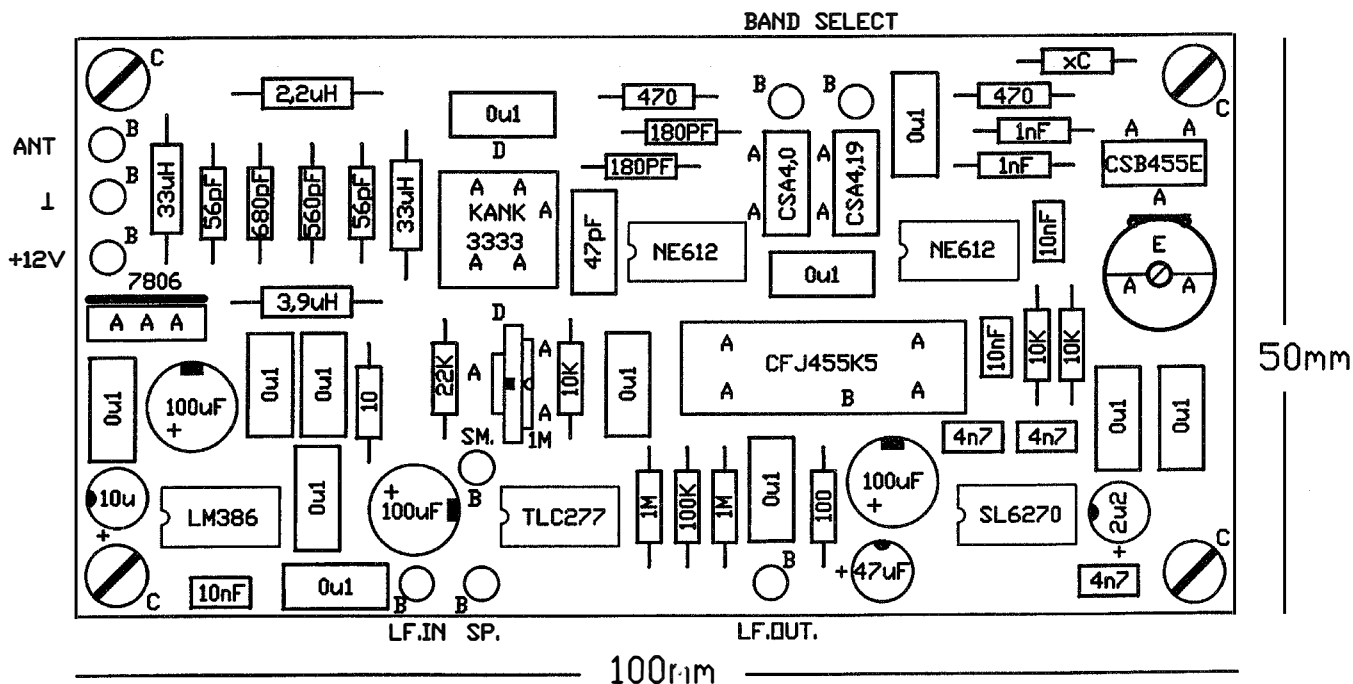 BAND SELECT
C
xC
C
B
B
2,2uH
470
470
0u1
0u1
B
ANT
180PF
1nF
A A
D
180PF
A
A
1nF
CSB455E
33uH
56pF
680pF
560pF
56pF
33uH
A A
KANK A
3333
A A
47pF
CSA4,0
CSA4,19
A
A
A
B
⊥
10nF
E
A A
NE612
NE612
B
+12V
0u1
7806
A A A
3,9uH
D
50mm
0u1
100uF
+
0u1
0u1
10
22K
A
A
A
1M
10K
0u1
A A
CFJ455K5
A A
B
10nF
10K
10K
0u1
0u1
SM.
B
4n7
4n7
10u
+
LM386
0u1
+
100uF
TLC277
1M
100K
1M
0u1
100
100uF
+
SL6270
2u2
+
C
10nF
0u1
B
B
B
+
47uF
4n7
C
LF.IN SP.
LF.OUT.
100mm